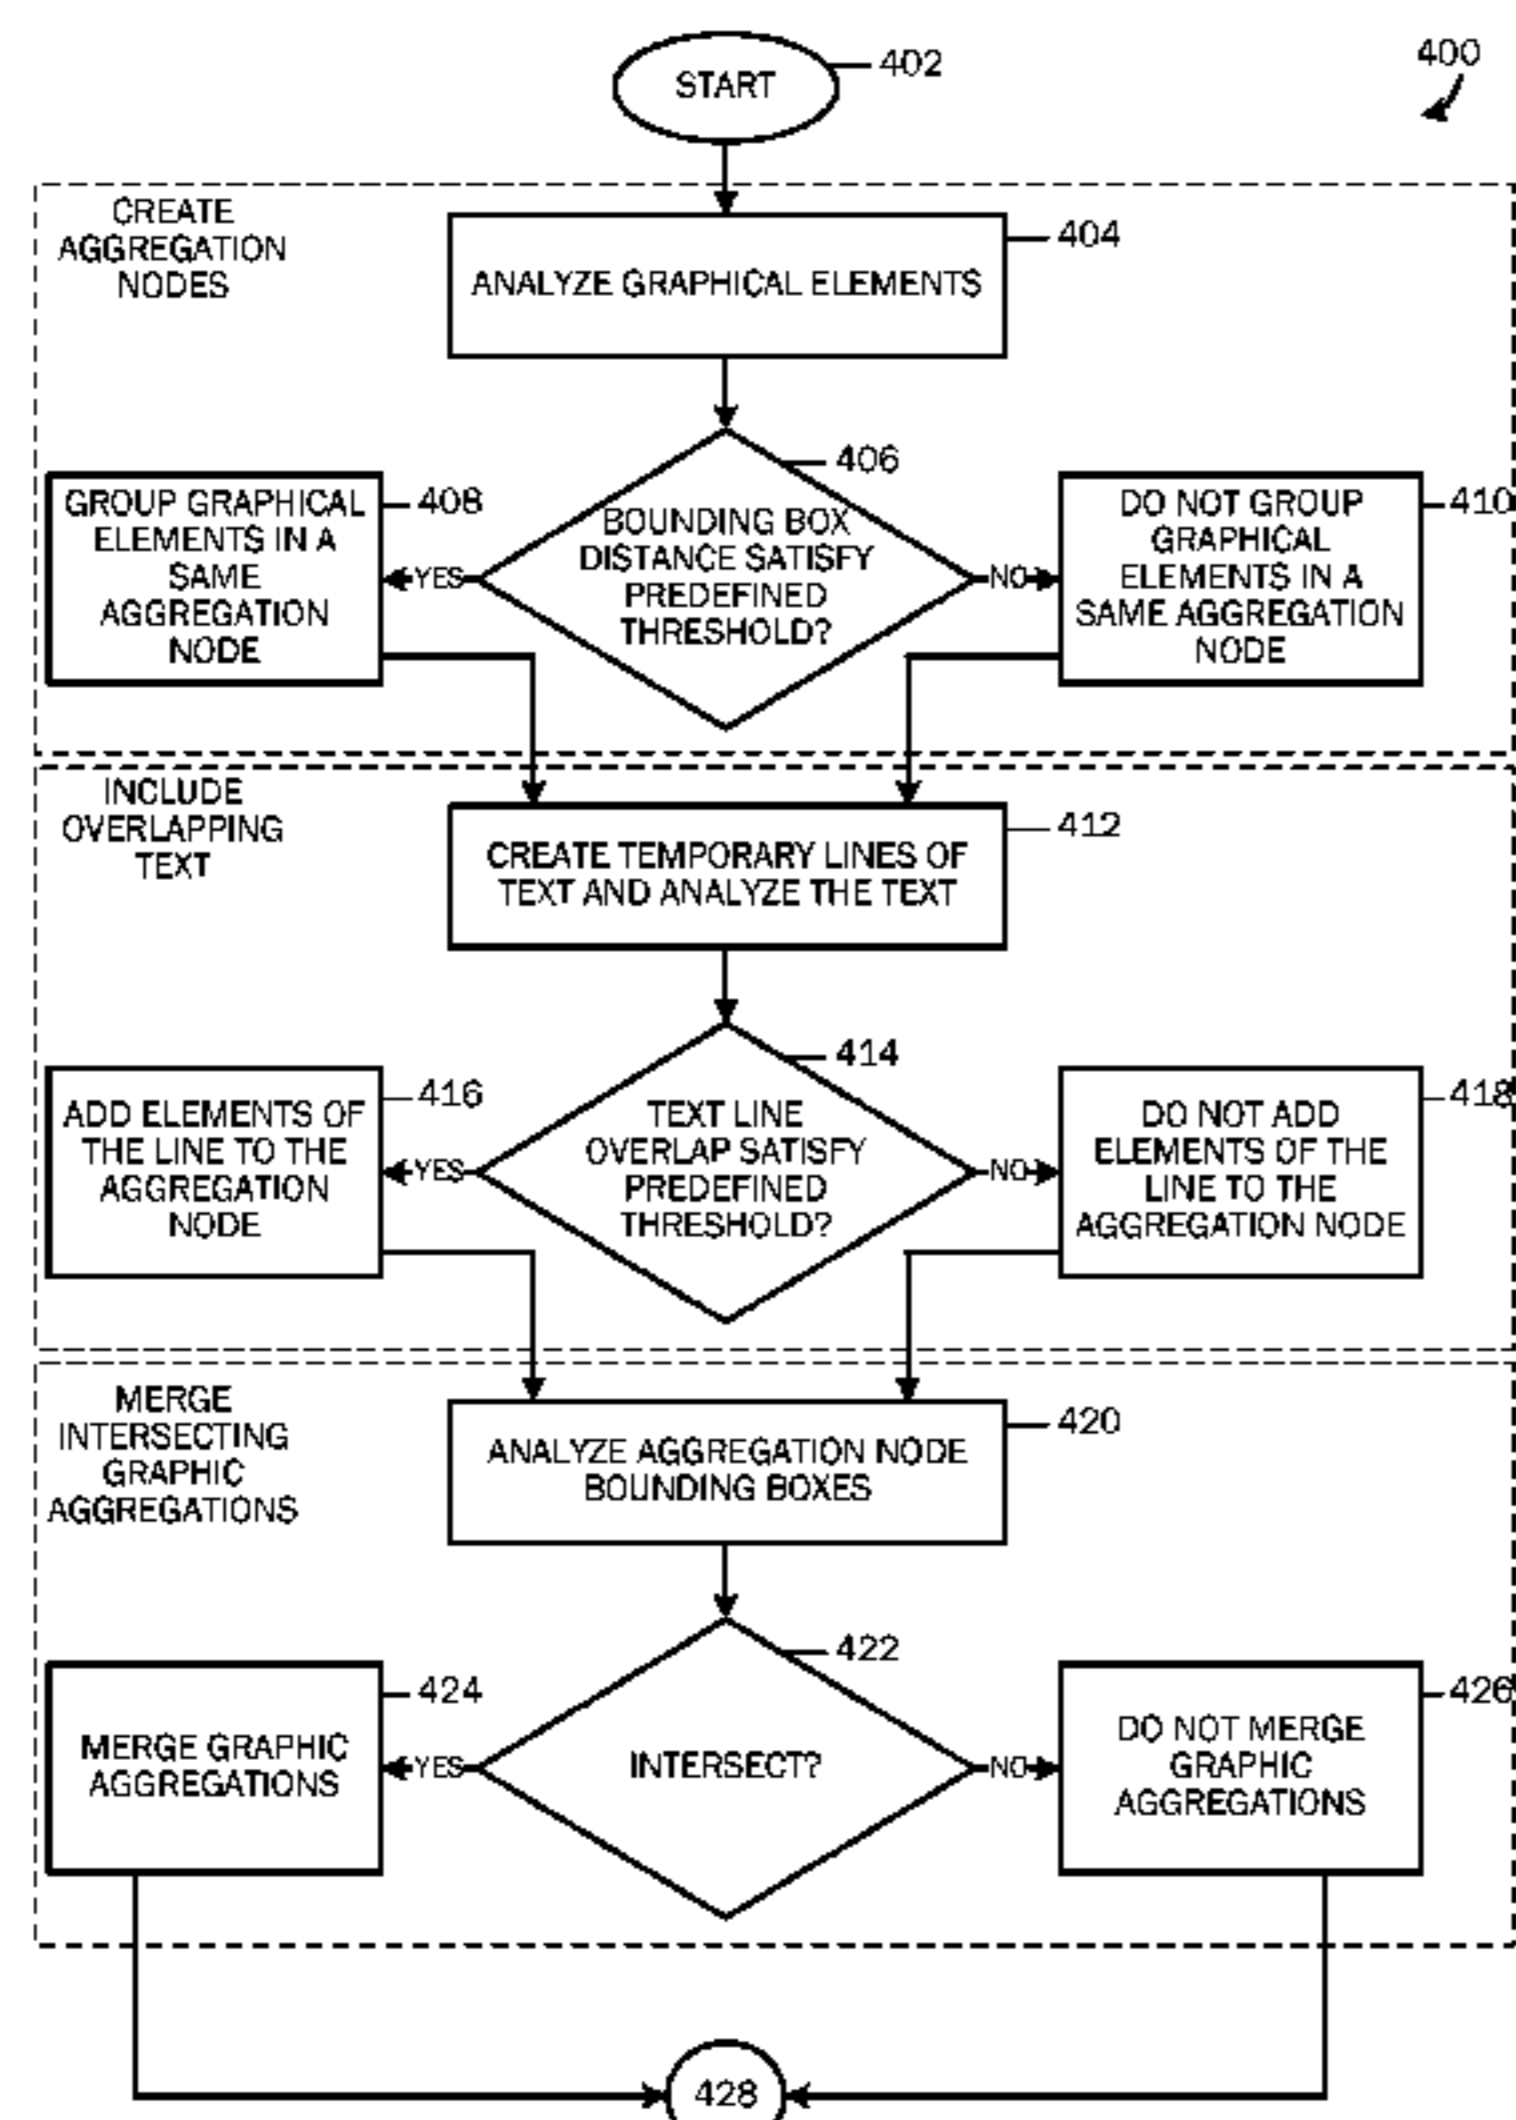 START
402
400
CREATE
AGGREGATION
NODES
404
ANALYZE GRAPHICAL ELEMENTS
406
BOUNDING BOX
DISTANCE SATISFY
PREDEFINED
THRESHOLD?
YES
NO
408
GROUP GRAPHICAL
ELEMENTS IN A
SAME
AGGREGATION
NODE
410
DO NOT GROUP
GRAPHICAL
ELEMENTS IN A
SAME AGGREGATION
NODE
INCLUDE
OVERLAPPING
TEXT
412
CREATE TEMPORARY LINES OF
TEXT AND ANALYZE THE TEXT
414
TEXT LINE
OVERLAP SATISFY
PREDEFINED
THRESHOLD?
YES
NO
416
ADD ELEMENTS OF
THE LINE TO THE
AGGREGATION
NODE
418
DO NOT ADD
ELEMENTS OF THE
LINE TO THE
AGGREGATION NODE
MERGE
INTERSECTING
GRAPHIC
AGGREGATIONS
420
ANALYZE AGGREGATION NODE
BOUNDING BOXES
422
INTERSECT?
YES
NO
424
MERGE GRAPHIC
AGGREGATIONS
426
DO NOT MERGE
GRAPHIC
AGGREGATIONS
428